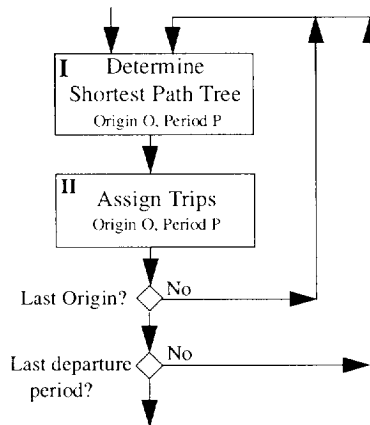 I Determine
Shortest Path Tree
Origin O, Period P
II
Assign Trips
Origin O, Period P
Last Origin? No
Last departure No
period?